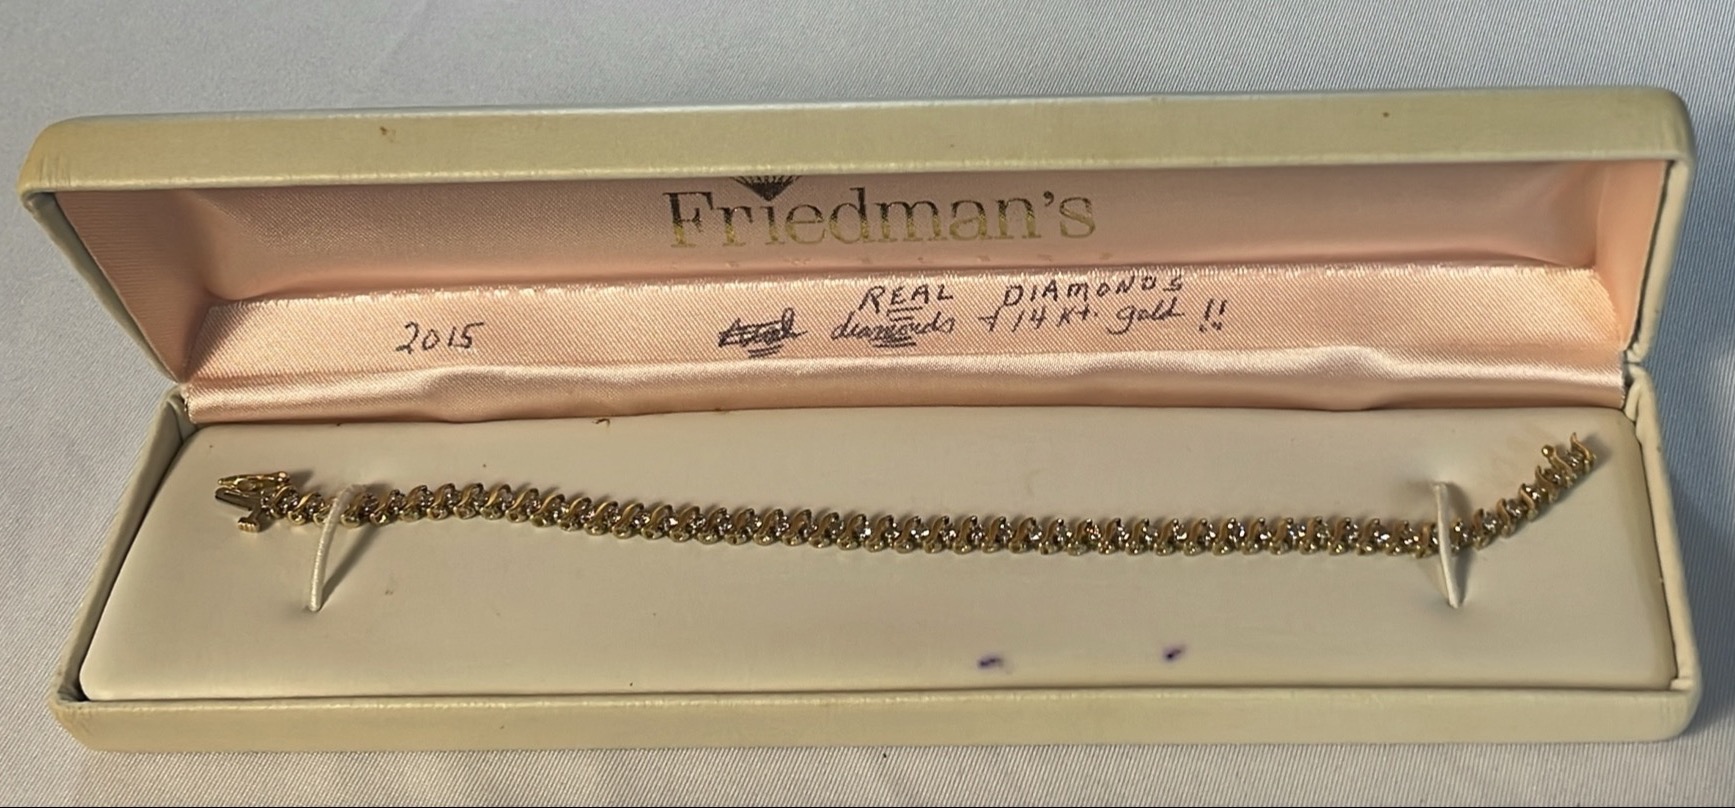 Friedman's
REAL DIAMONDS
2015 diamonds + 14 Kt. gold !!